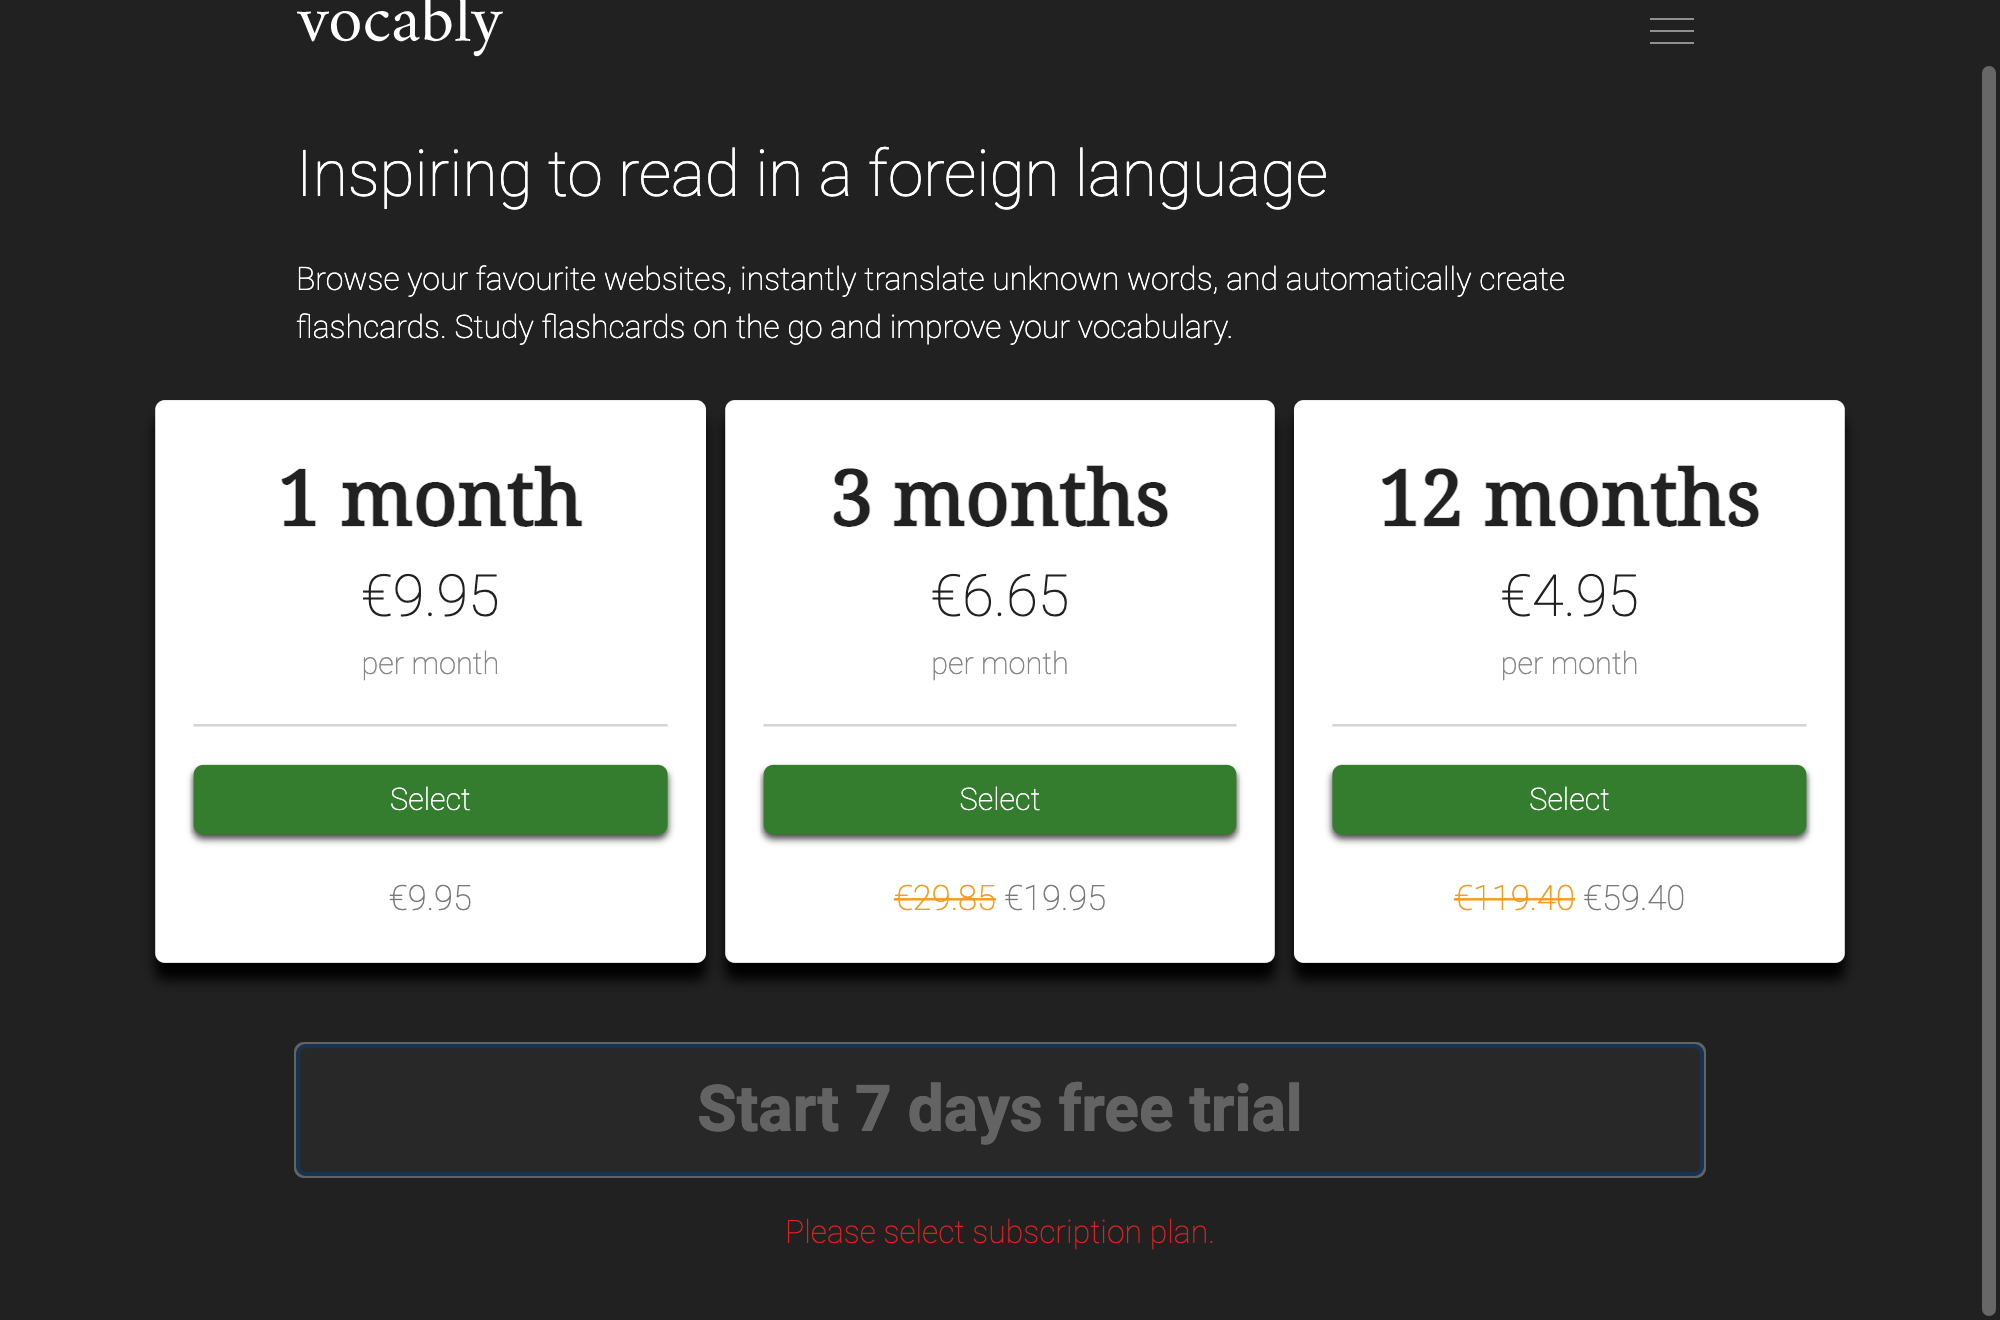 vocably
Inspiring to read in a foreign language
Browse your favourite websites, instantly translate unknown words, and automatically create
flashcards. Study flashcards on the go and improve your vocabulary.
1 month
€9.95
per month
Select
€9.95
3 months
€6.65
per month
Select
€29.85 €19.95
12 months
€4.95
per month
Select
€119.40 €59.40
Start 7 days free trial
Please select subscription plan.